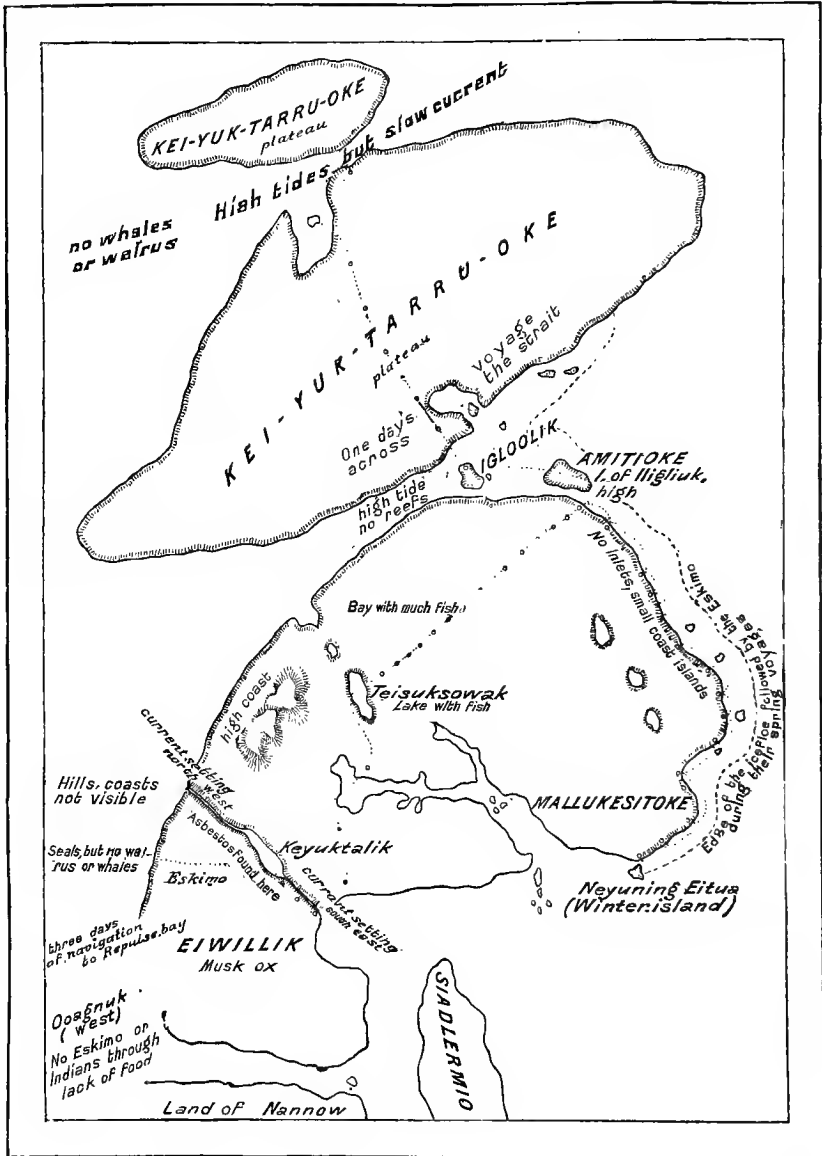 KEI-YUK-TARRU-OKE
plateau
High tides but slow current
no whales
or walrus
KEI-YUK-TARRU-OKE
plateau
Voyage
the strait
One day's
across
IGLOOLIK
AMITIOKE
I. of Iligliuk,
high
high tide
no reefs
No inlets, small coast islands
Edge of the icefloe followed by the Eskimo
during their spring voyages
Bay with much fish
Teisuksowak
Lake with fish
high coast
current setting
north west
Hills, coasts
not visible
MALLUKESITOKE
Asbestos found here
Keyuktalik
Seals, but no wal-
rus or whales
Eskimo
Neyuning Eitua
(Winter.island)
curravit setting
south east
three days
of navigation
to Repulse.bay
EIWILLIK
Musk ox
SIADLERMIO
Ooagnuk
(west)
No Eskimo or
Indians through
lack of food
Land of Nannow